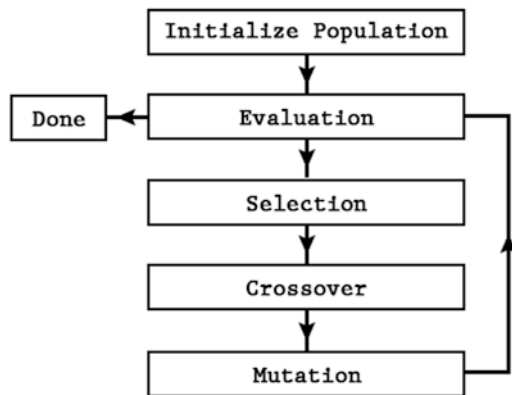 Initialize Population
Done
Evaluation
Selection
Crossover
Mutation